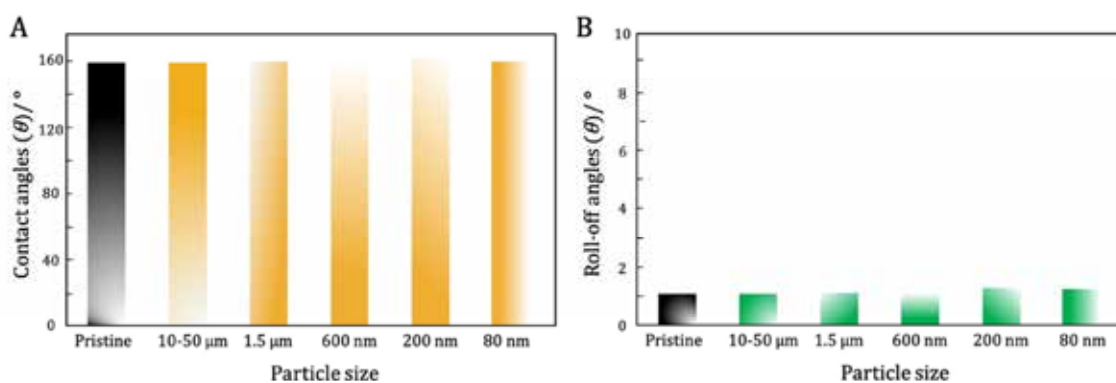 A
Contact angles (θ)/ °
160
120
80
40
0
Pristine
10-50 μm
1.5 μm
600 nm
200 nm
80 nm
Particle size
B
Roll-off angles (θ)/ °
10
8
6
4
2
0
Pristine
10-50 μm
1.5 μm
600 nm
200 nm
80 nm
Particle size